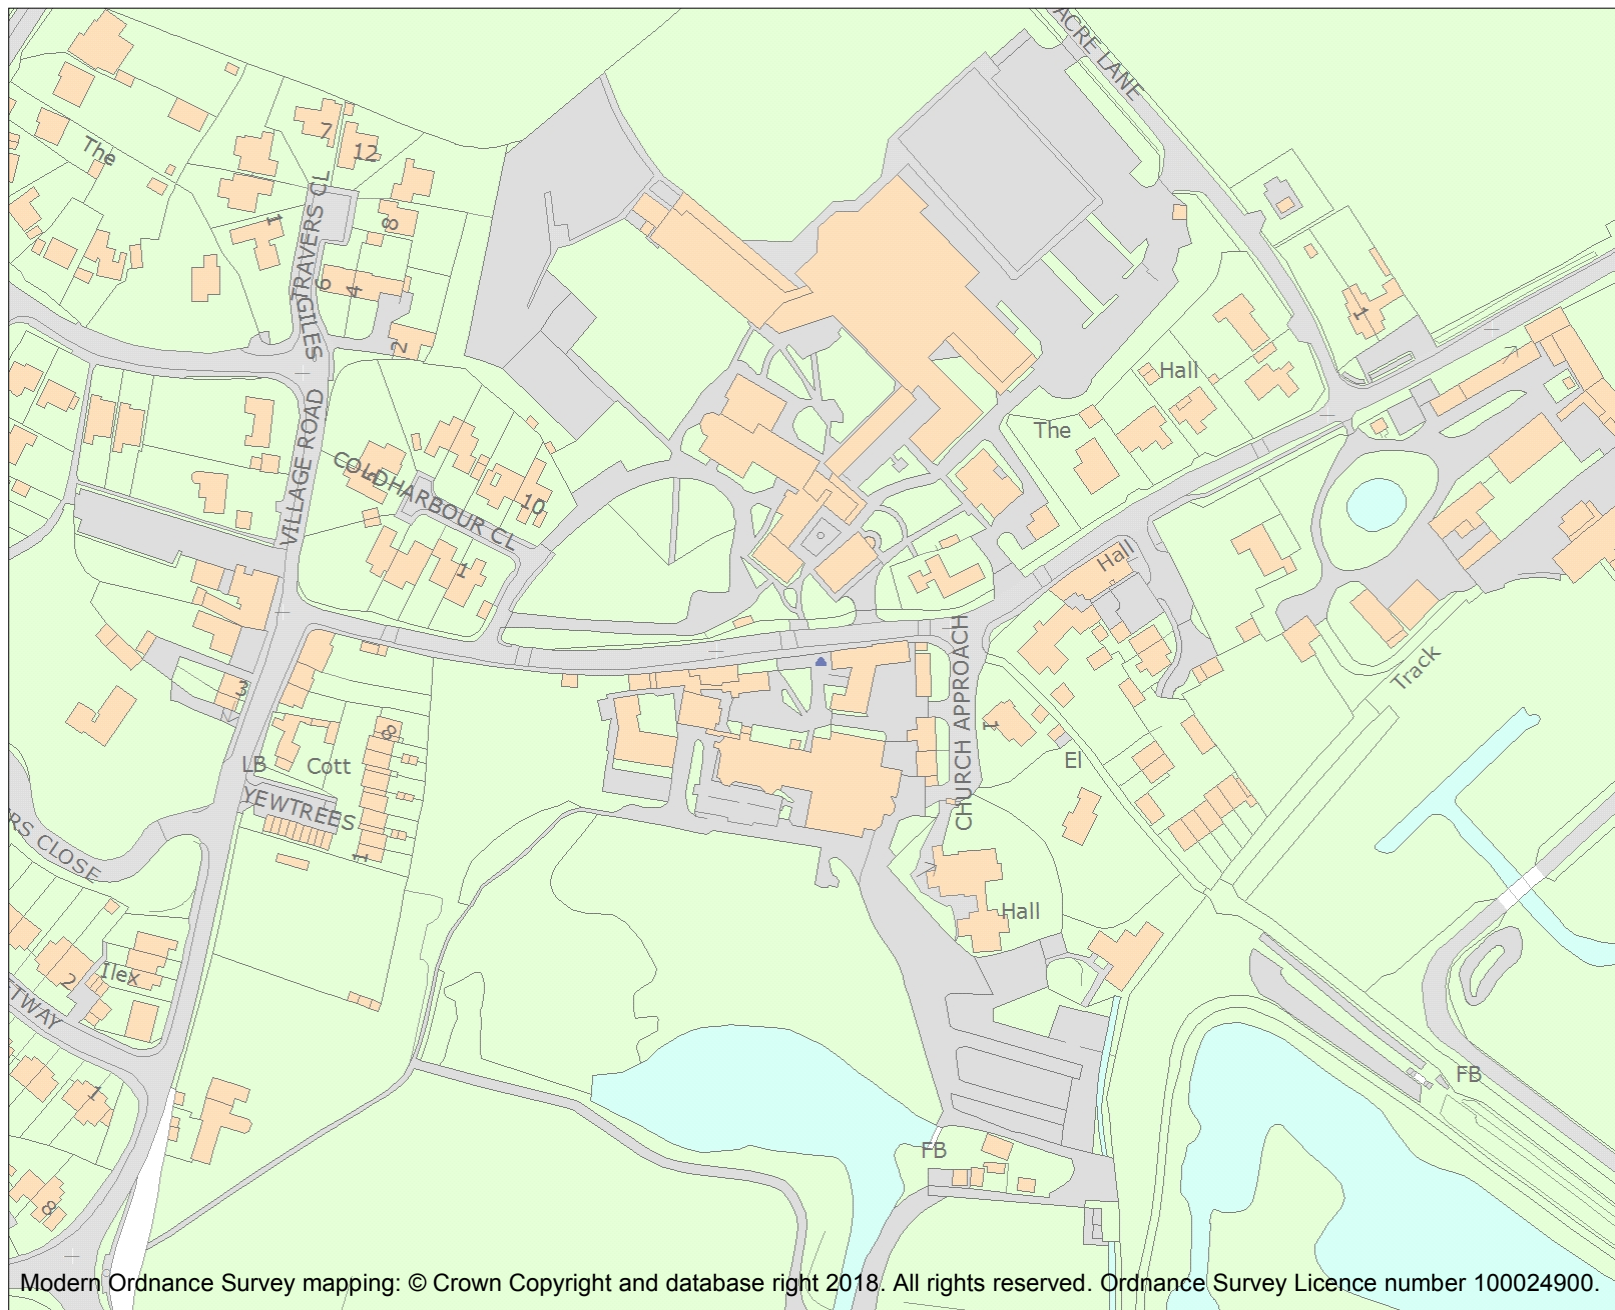 ACRE LANE
The
7
12
1
8
SELIGTRAVERS CL
6
4
2
1
Hall
The
VILLAGE ROAD
COLDHARBOUR CL
10
1
Hall
Track
CHURCH APPROACH
3
8
1
LB
Cott
El
YEWTREES
1
RS CLOSE
Hall
2
Ilex
TWAY
1
FB
FB
8
Modern Ordnance Survey mapping: © Crown Copyright and database right 2018. All rights reserved. Ordnance Survey Licence number 100024900.